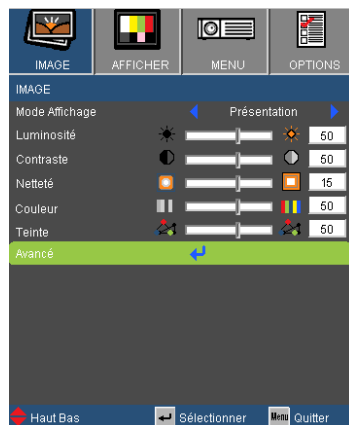 IMAGE AFFICHER MENU OPTIONS
IMAGE
Mode Affichage Présentation
Luminosité 50
Contraste 50
Netteté 15
Couleur 50
Teinte 50
Avancé
Haut Bas Sélectionner Menu Quitter